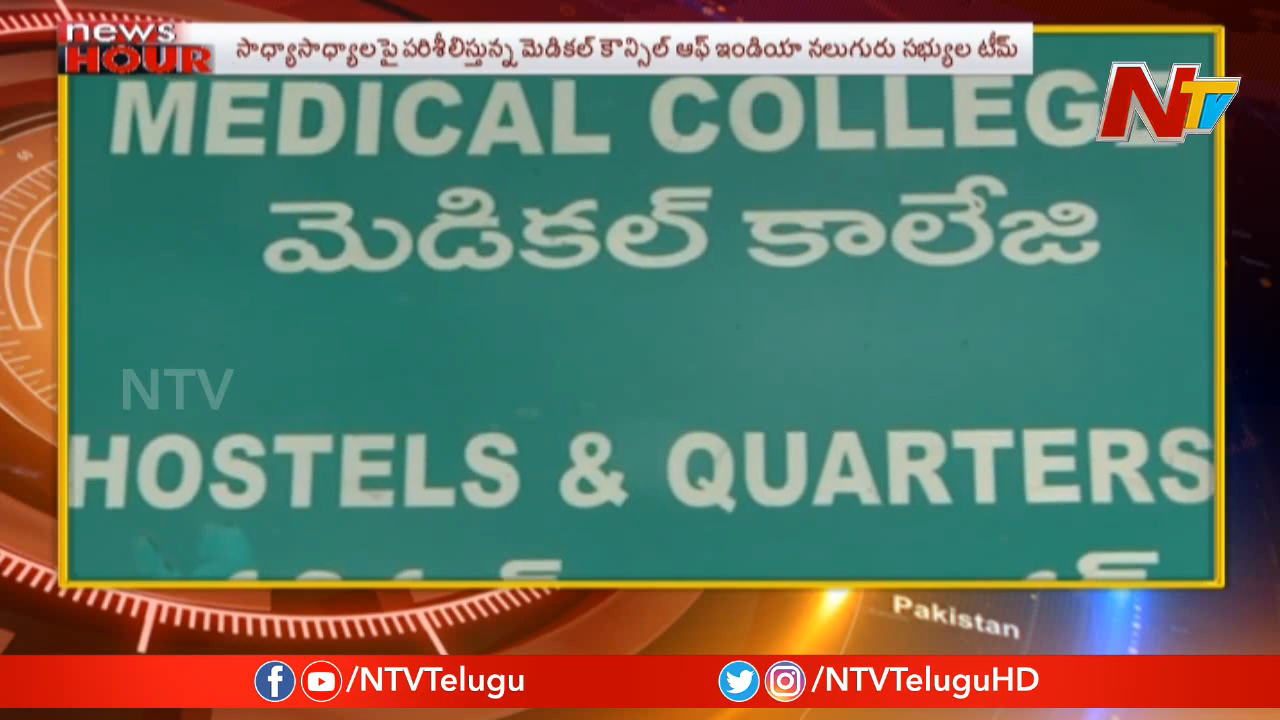 news
HOUR
సాధ్యాసాధ్యాలపై పరిశీలిస్తున్న మెడికల్ కౌన్సిల్ ఆఫ్ ఇండియా నలుగురు సభ్యుల టీమ్
NTV
MEDICAL COLLEGE
మెడికల్ కాలేజి
NTV
HOSTELS & QUARTERS
Pakistan
/NTVTelugu
/NTVTeluguHD